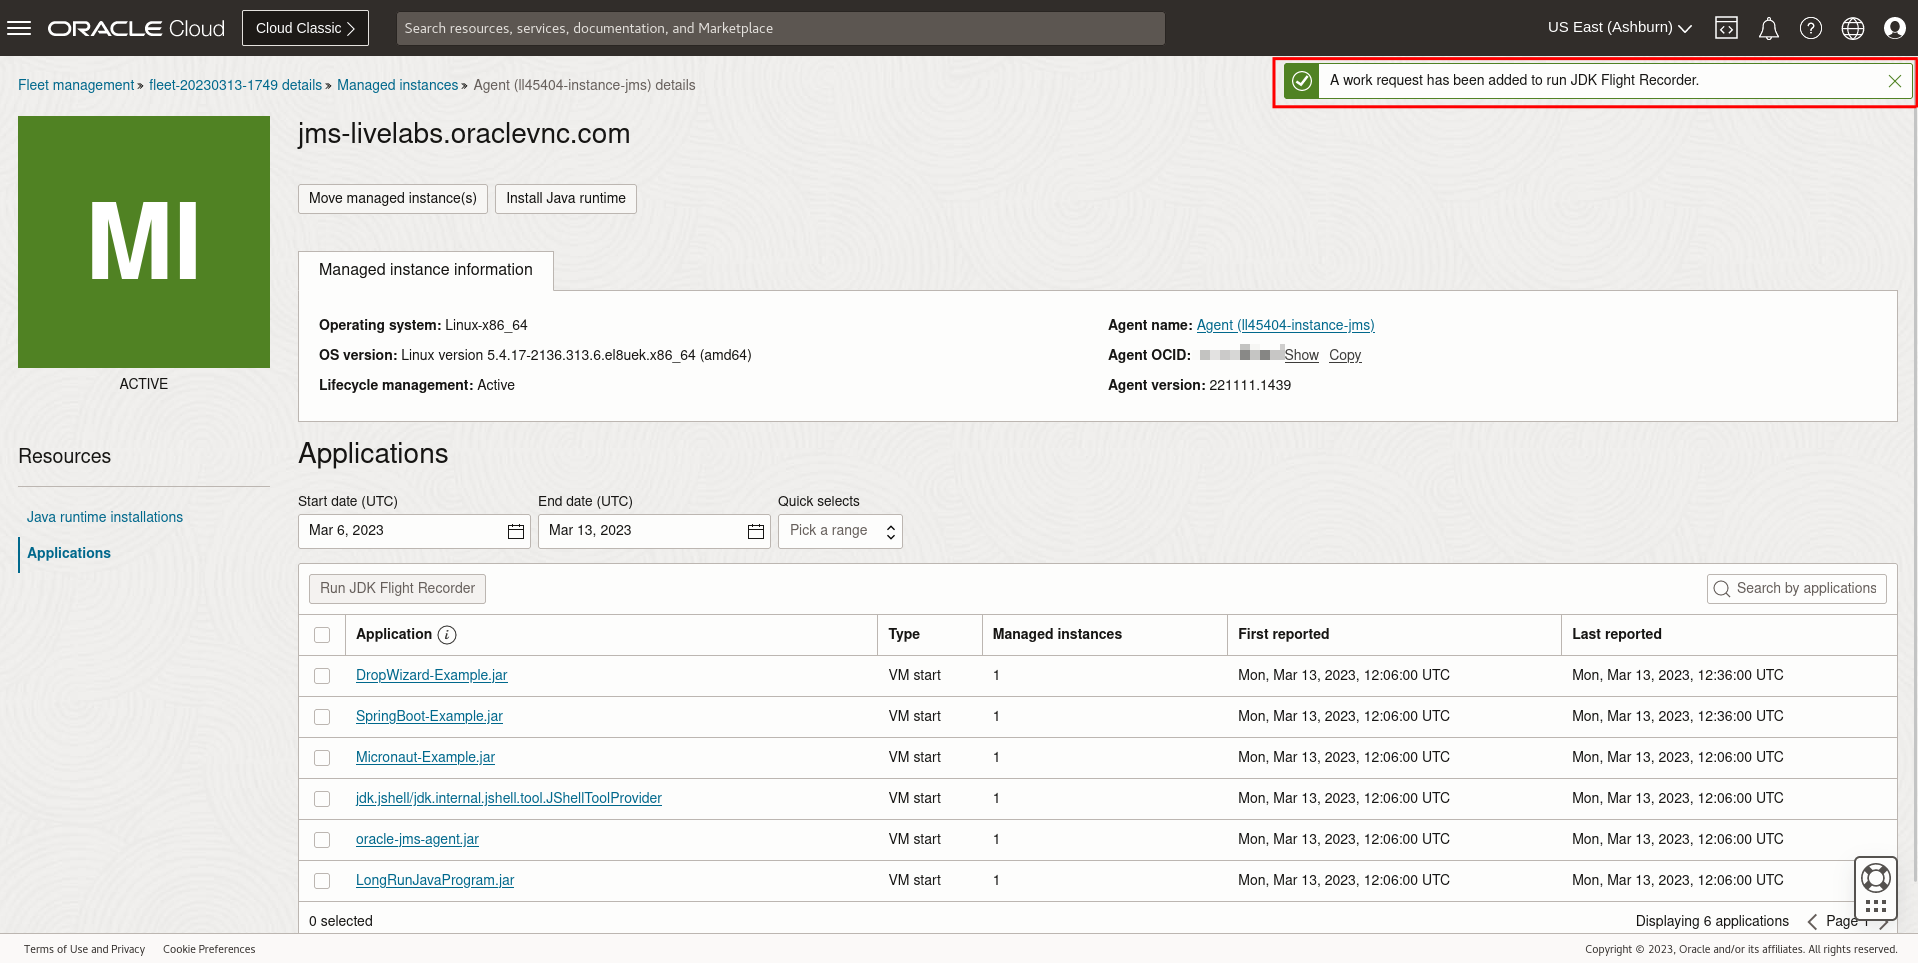 ORACLE Cloud
Cloud Classic
Search resources, services, documentation, and Marketplace
US East (Ashburn)
Fleet management » fleet-20230313-1749 details » Managed instances » Agent (ll45404-instance-jms) details
A work request has been added to run JDK Flight Recorder.
MI
ACTIVE
jms-livelabs.oraclevnc.com
Move managed instance(s)
Install Java runtime
Managed instance information
Operating system: Linux-x86_64
OS version: Linux version 5.4.17-2136.313.6.el8uek.x86_64 (amd64)
Lifecycle management: Active
Agent name: Agent (ll45404-instance-jms)
Agent OCID: Show Copy
Agent version: 221111.1439
Resources
Java runtime installations
Applications
Applications
Start date (UTC)
Mar 6, 2023
End date (UTC)
Mar 13, 2023
Quick selects
Pick a range
Run JDK Flight Recorder
Search by applications
Application i Type Managed instances First reported Last reported
DropWizard-Example.jar VM start 1 Mon, Mar 13, 2023, 12:06:00 UTC Mon, Mar 13, 2023, 12:36:00 UTC
SpringBoot-Example.jar VM start 1 Mon, Mar 13, 2023, 12:06:00 UTC Mon, Mar 13, 2023, 12:36:00 UTC
Micronaut-Example.jar VM start 1 Mon, Mar 13, 2023, 12:06:00 UTC Mon, Mar 13, 2023, 12:06:00 UTC
jdk.jshell/jdk.internal.jshell.tool.JShellToolProvider VM start 1 Mon, Mar 13, 2023, 12:06:00 UTC Mon, Mar 13, 2023, 12:06:00 UTC
oracle-jms-agent.jar VM start 1 Mon, Mar 13, 2023, 12:06:00 UTC Mon, Mar 13, 2023, 12:06:00 UTC
LongRunJavaProgram.jar VM start 1 Mon, Mar 13, 2023, 12:06:00 UTC Mon, Mar 13, 2023, 12:06:00 UTC
0 selected
Displaying 6 applications
Page 1
Terms of Use and Privacy
Cookie Preferences
Copyright © 2023, Oracle and/or its affiliates. All rights reserved.